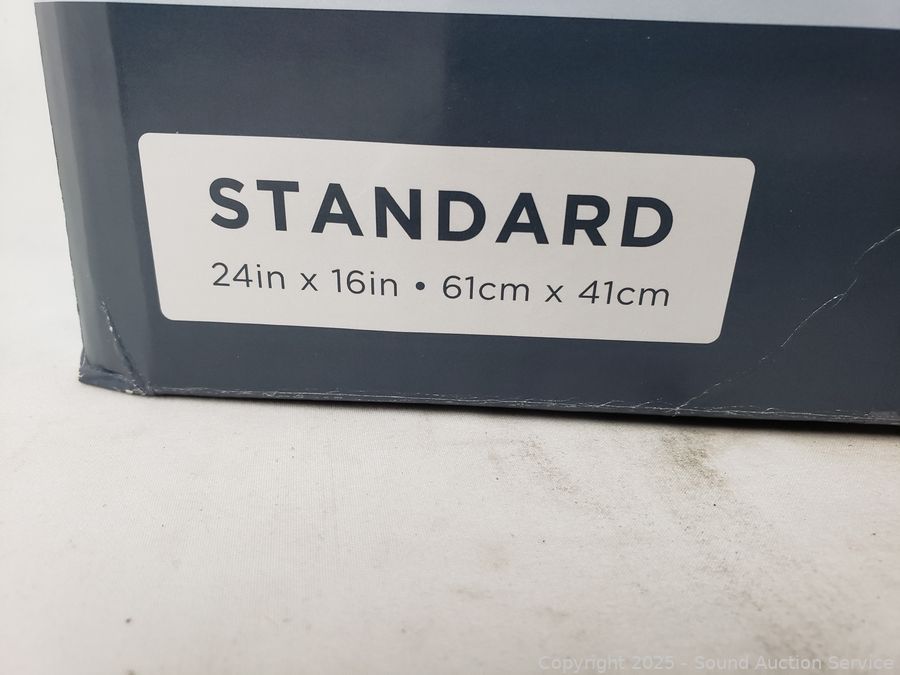 STANDARD
24in x 16in • 61cm x 41cm
Copyright 2025 - Sound Auction Service